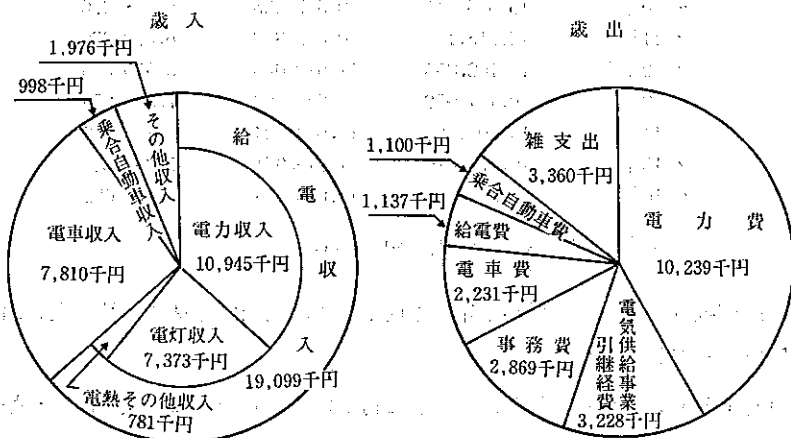 歳入
1,976千円
998千円
その他収入
乗合自動車収入
電車収入
7,810千円
給電収入
19,099千円
電力収入
10,945千円
電灯収入
7,373千円
電熱その他収入
781千円
歳出
雑支出
3,360千円
1,100千円
乗合自動車費
1,137千円
給電費
電車費
2,231千円
事務費
2,869千円
電気供給事業
引継経費
3,228千円
電力費
10,239千円